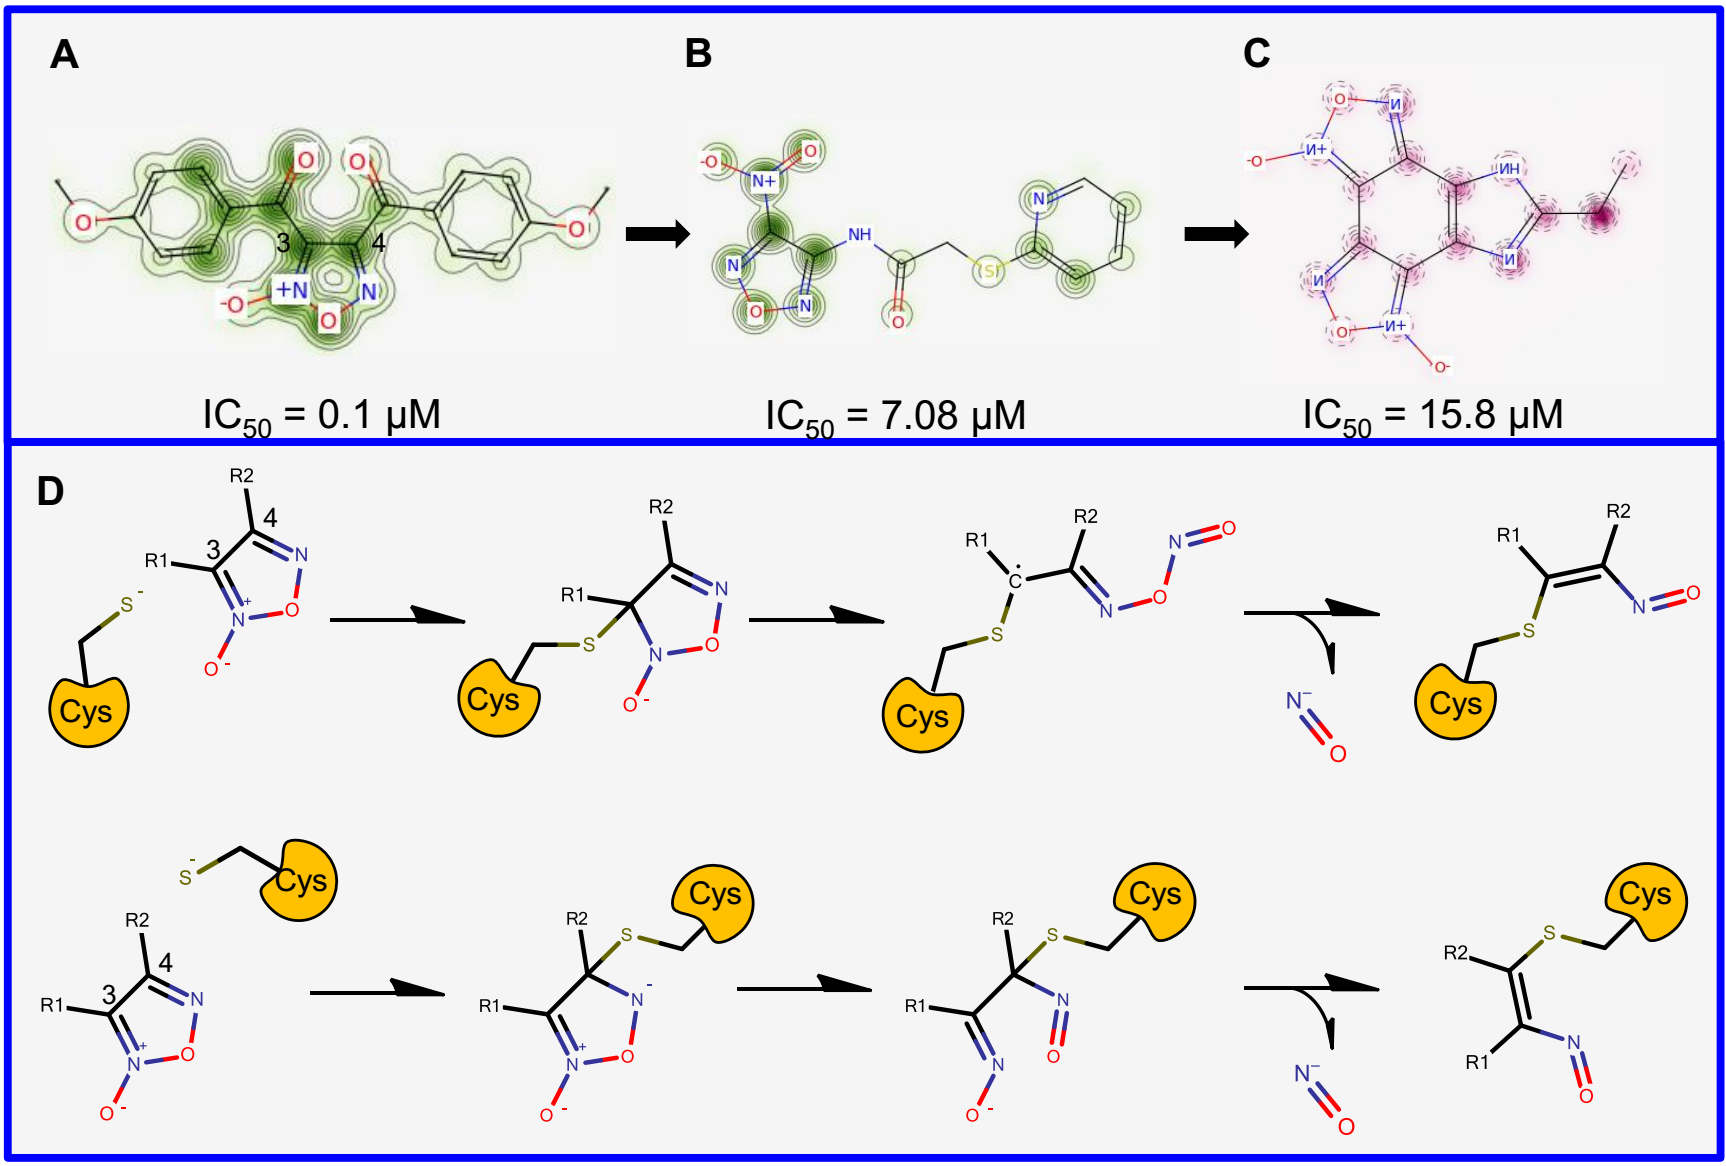 A
B
C
O
O
O
O
3
4
-O
+N
N
O
-O
O
N+
N
O
N
NH
O
S
N
O
И
И+
-O
ИН
И
И
O
И+
O-
IC50 = 0.1 µM
IC50 = 7.08 µM
IC50 = 15.8 µM
D
R2
4
3
R1
N
S -
N+
O
O -
Cys
R2
R1
N
S
N
O
O -
Cys
R1
R2
N
O
C·
N
O
S
Cys
N–
O
R2
R1
N
O
S
Cys
S -
Cys
R2
4
3
R1
N
N+
O
O -
Cys
R2
S
R1
N -
N+
O
O -
Cys
R2
S
R1
N
O
N
O -
N–
O
Cys
R2
S
R1
N
O